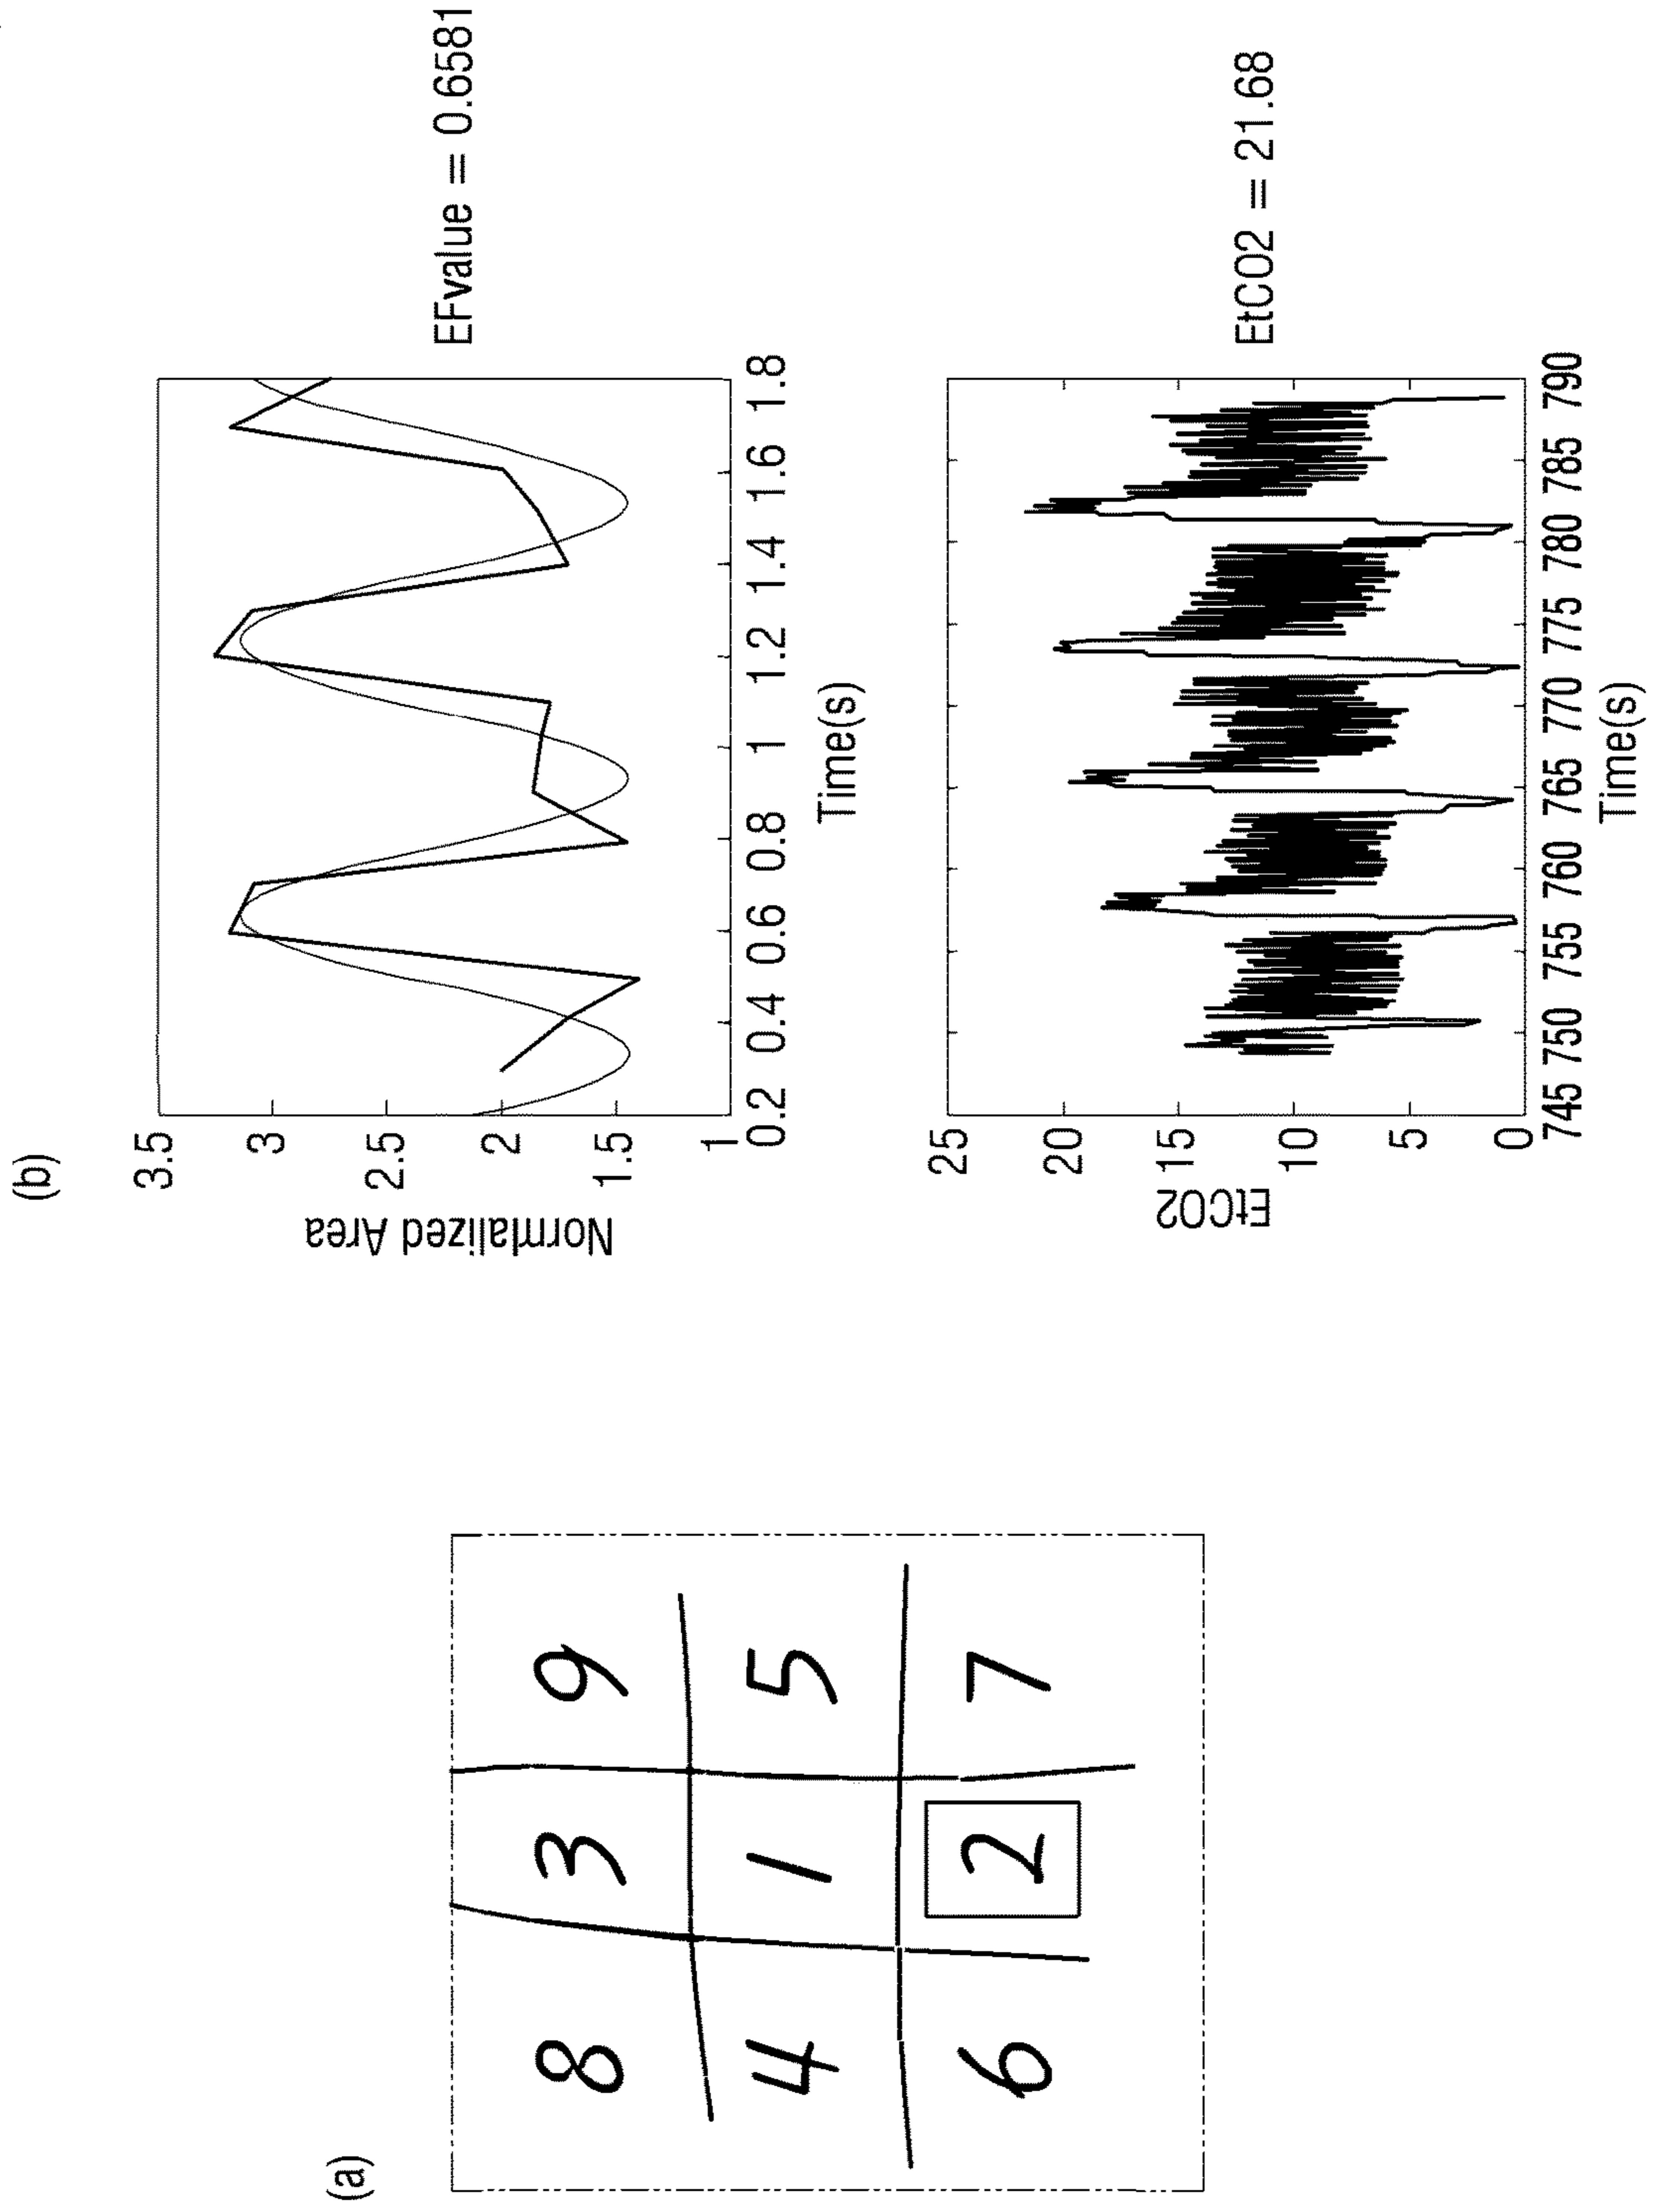 (a)
8 3 9
4 1 5
6 2 7
(b)
Normalized Area
3.5
3
2.5
2
1.5
1
0.2 0.4 0.6 0.8 1 1.2 1.4 1.6 1.8
Time(s)
EFvalue = 0.6581
EtCO2
25
20
15
10
5
0
745 750 755 760 765 770 775 780 785 790
Time(s)
EtCO2 = 21.68